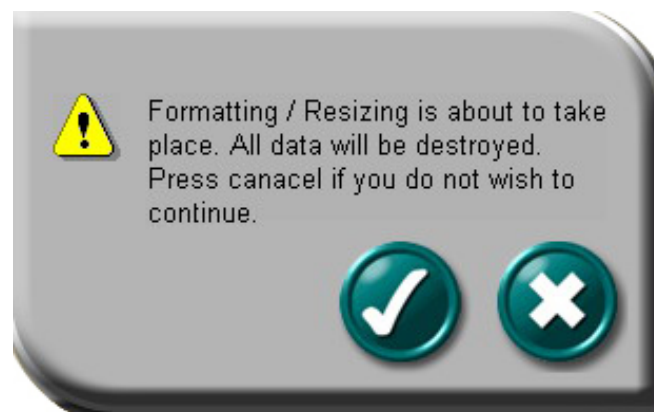 Formatting / Resizing is about to take
place. All data will be destroyed.
Press canacel if you do not wish to
continue.